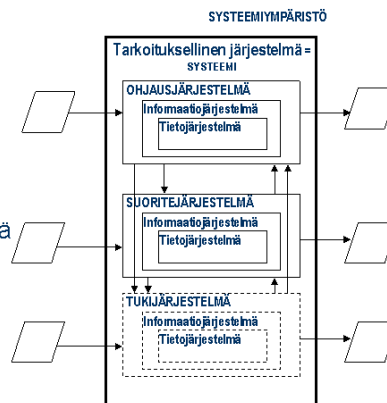 SYSTEEMIYMPÄRISTÖ
Tarkoituksellinen järjestelmä =
SYSTEEMI
OHJAUSJÄRJESTELMÄ
Informaatiojärjestelmä
Tietojärjestelmä
SUORITEJÄRJESTELMÄ
Informaatiojärjestelmä
Tietojärjestelmä
ä
TUKIJÄRJESTELMÄ
Informaatiojärjestelmä
Tietojärjestelmä